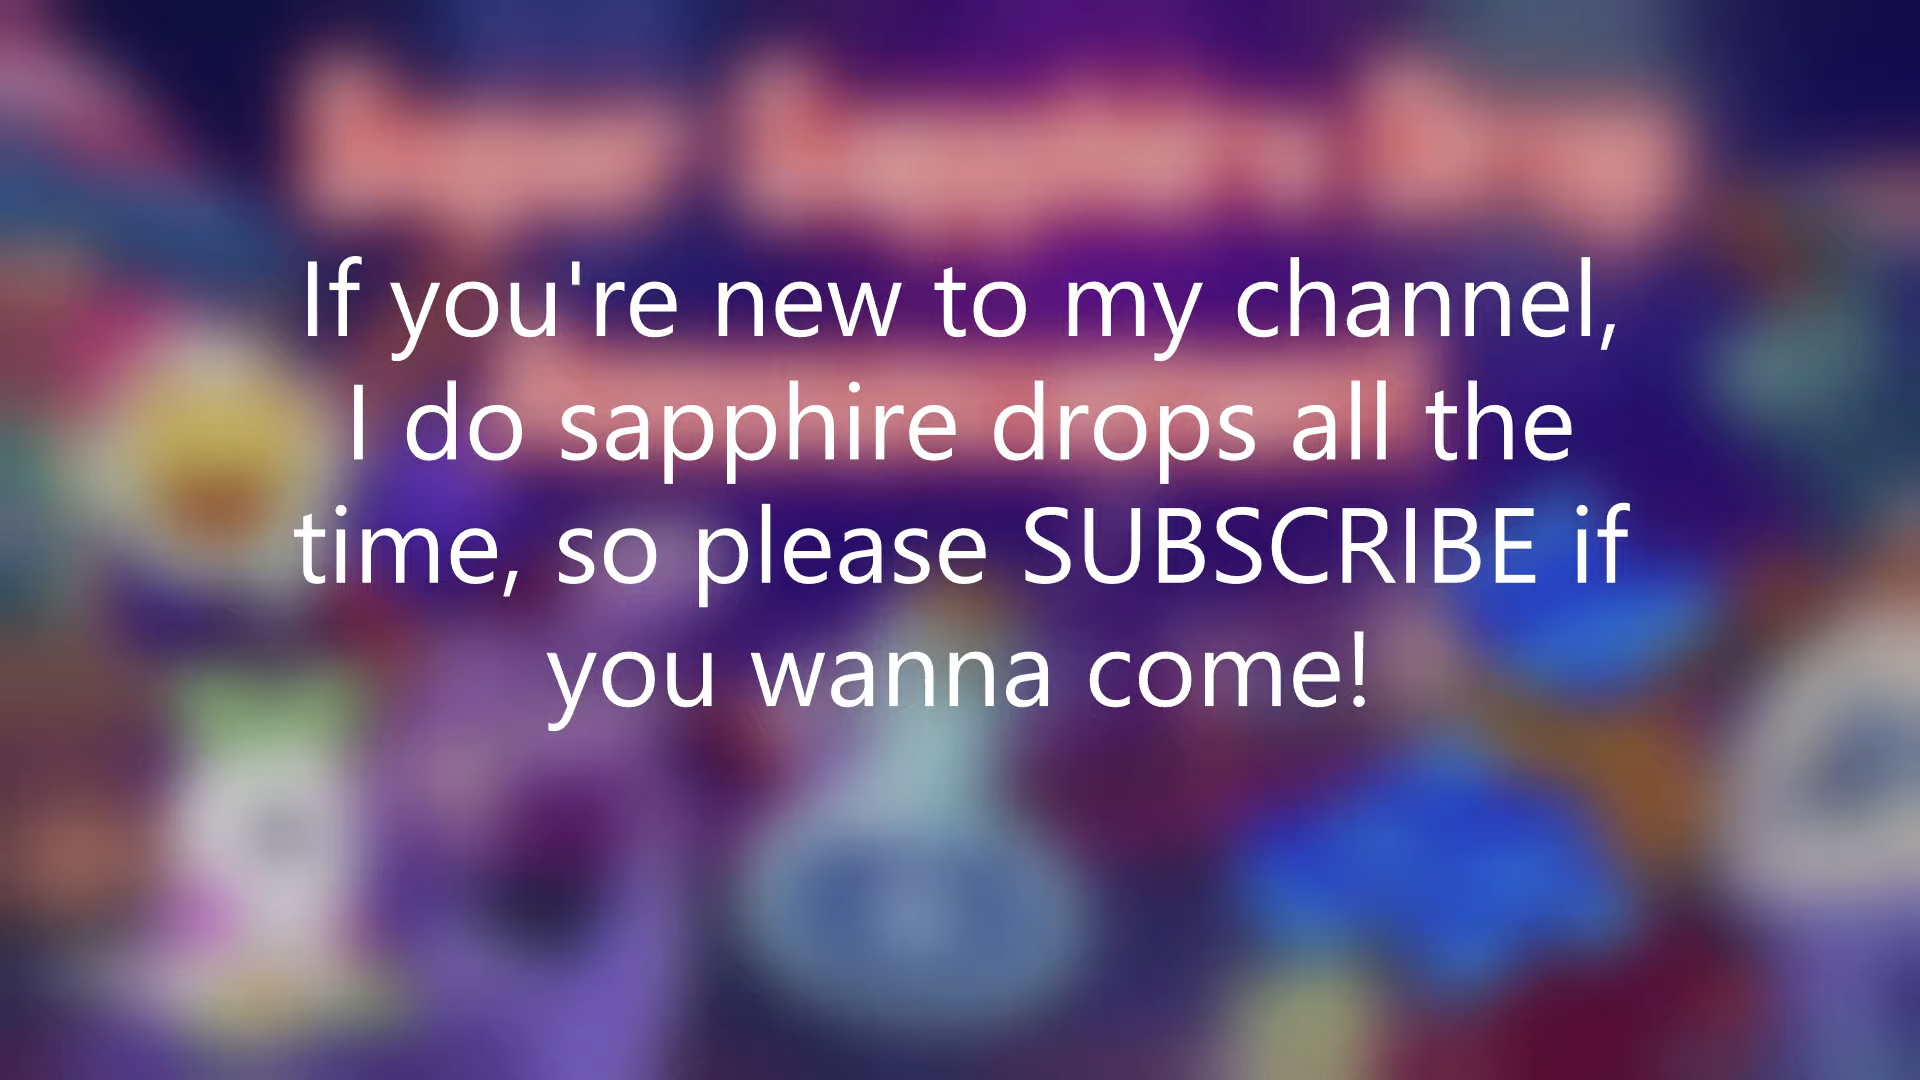 If you're new to my channel,
I do sapphire drops all the
time, so please SUBSCRIBE if
you wanna come!